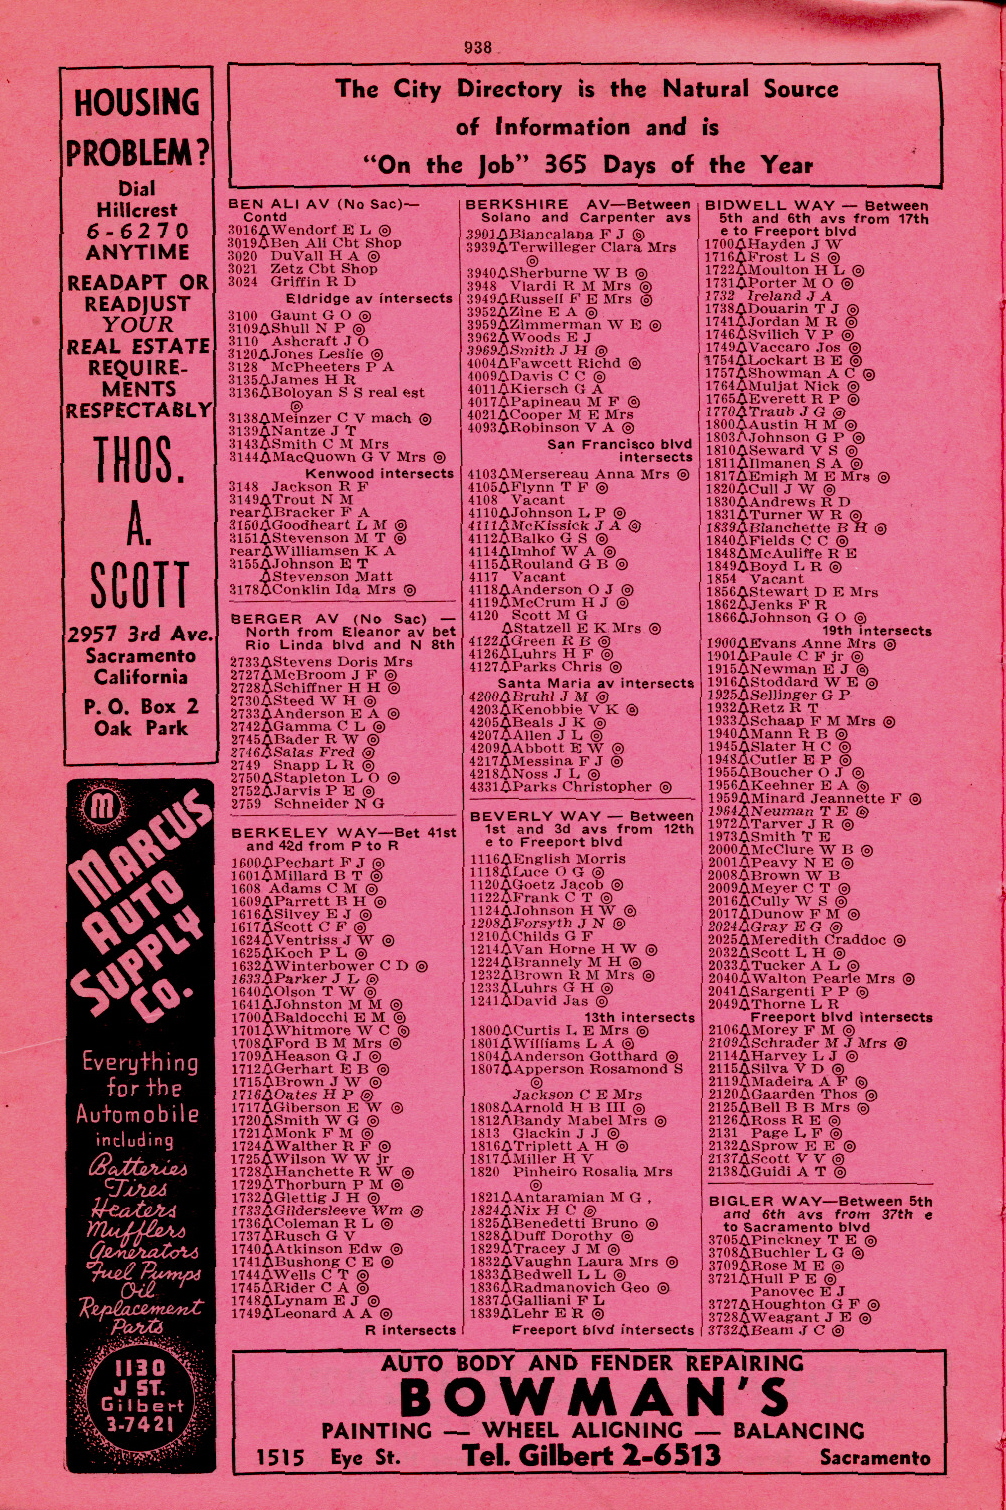 938
HOUSING
PROBLEM?
Dial
Hillcrest
6-6270
ANYTIME
READAPT OR
READJUST
YOUR
REAL ESTATE
REQUIRE-
MENTS
RESPECTABLY
THOS.
A.
SCOTT
2957 3rd Ave.
Sacramento
California
P. O. Box 2
Oak Park
m
MARCUS
AUTO
SUPPLY
Co.
Everything
for the
Automobile
including
Batteries
Tires
Heaters
Mufflers
Generators
Fuel Pumps
Oil
Replacement
Parts
1130
J ST.
Gilbert
3-7421
The City Directory is the Natural Source
of Information and is
"On the Job" 365 Days of the Year
BEN ALI AV (No Sac)—
Contd
3016△Wendorf E L ⊚
3019△Ben Ali Cbt Shop
3020 DuVall H A ⊚
3021 Zetz Cbt Shop
3024 Griffin R D
Eldridge av intersects
3100 Gaunt G O ⊚
3109△Shull N P ⊚
3110 Ashcraft J O
3120△Jones Leslie ⊚
3128 McPheeters P A
3135△James H R
3136△Boloyan S S real est
⊚
3138△Meinzer C V mach ⊚
3139△Nantze J T
3143△Smith C M Mrs
3144△MacQuown G V Mrs ⊚
Kenwood intersects
3148 Jackson R F
3149△Trout N M
rear△Bracker F A
3150△Goodheart L M ⊚
3151△Stevenson M T ⊚
rear△Williamsen K A
3155△Johnson E T
△Stevenson Matt
3178△Conklin Ida Mrs ⊚
BERGER AV (No Sac) —
North from Eleanor av bet
Rio Linda blvd and N 8th
2733△Stevens Doris Mrs
2727△McBroom J F ⊚
2728△Schiffner H H ⊚
2730△Steed W H ⊚
2733△Anderson E A ⊚
2742△Gamma C L ⊚
2745△Bader R W ⊚
2746△Salas Fred ⊚
2749 Snapp L R ⊚
2750△Stapleton L O ⊚
2752△Jarvis P E ⊚
2759 Schneider N G
BERKELEY WAY—Bet 41st
and 42d from P to R
1600△Pechart F J ⊚
1601△Millard B T ⊚
1608 Adams C M ⊚
1609△Parrett B H ⊚
1616△Silvey E J ⊚
1617△Scott C F ⊚
1624△Ventriss J W ⊚
1625△Koch P L ⊚
1632△Winterbower C D ⊚
1633△Parker J L ⊚
1640△Olson T W ⊚
1641△Johnston M M ⊚
1700△Baldocchi E M ⊚
1701△Whitmore W C ⊚
1708△Ford B M Mrs ⊚
1709△Heason G J ⊚
1712△Gerhart E B ⊚
1715△Brown J W ⊚
1716△Oates H P ⊚
1717△Giberson E W ⊚
1720△Smith W G ⊚
1721△Monk F M ⊚
1724△Walther R F ⊚
1725△Wilson W W jr
1728△Hanchette R W ⊚
1729△Thorburn P M ⊚
1732△Glettig J H ⊚
1733△Gildersleeve Wm ⊚
1736△Coleman R L ⊚
1737△Rusch G V
1740△Atkinson Edw ⊚
1741△Bushong C E ⊚
1744△Wells C T ⊚
1745△Rider C A ⊚
1748△Lynam E J ⊚
1749△Leonard A A ⊚
R intersects
BERKSHIRE AV—Between
Solano and Carpenter avs
3901△Biancalana F J ⊚
3939△Terwilleger Clara Mrs
⊚
3940△Sherburne W B ⊚
3948 Vlardi R M Mrs ⊚
3949△Russell F E Mrs ⊚
3952△Zine E A ⊚
3959△Zimmerman W E ⊚
3962△Woods E J
3969△Smith J H ⊚
4004△Fawcett Richd ⊚
4009△Davis C C ⊚
4011△Kiersch G A
4017△Papineau M F ⊚
4021△Cooper M E Mrs
4093△Robinson V A ⊚
San Francisco blvd
intersects
4103△Mersereau Anna Mrs ⊚
4105△Flynn T F ⊚
4108 Vacant
4110△Johnson L P ⊚
4111△McKissick J A ⊚
4112△Balko G S ⊚
4114△Imhof W A ⊚
4115△Rouland G B ⊚
4117 Vacant
4118△Anderson O J ⊚
4119△McCrum H J ⊚
4120 Scott M G
△Statzell E K Mrs ⊚
4122△Green R B ⊚
4126△Luhrs H F ⊚
4127△Parks Chris ⊚
Santa Maria av intersects
4200△Bruhl J M ⊚
4203△Kenobbie V K ⊚
4205△Beals J K ⊚
4207△Allen J L ⊚
4209△Abbott E W ⊚
4217△Messina F J ⊚
4218△Noss J L ⊚
4331△Parks Christopher ⊚
BEVERLY WAY — Between
1st and 3d avs from 12th
e to Freeport blvd
1116△English Morris
1118△Luce O G ⊚
1120△Goetz Jacob ⊚
1122△Frank C T ⊚
1124△Johnson H W ⊚
1208△Forsyth J N ⊚
1210△Childs G F
1214△Van Horne H W ⊚
1224△Brannely M H ⊚
1232△Brown R M Mrs ⊚
1233△Luhrs G H ⊚
1241△David Jas ⊚
13th intersects
1800△Curtis L E Mrs ⊚
1801△Williams L A ⊚
1804△Anderson Gotthard ⊚
1807△Apperson Rosamond S
⊚
Jackson C E Mrs
1808△Arnold H B III ⊚
1812△Bandy Mabel Mrs ⊚
1813 Glackin J J ⊚
1816△Triplett A H ⊚
1817△Miller H V
1820 Pinheiro Rosalia Mrs
⊚
1821△Antaramian M G .
1824△Nix H C ⊚
1825△Benedetti Bruno ⊚
1828△Duff Dorothy ⊚
1829△Tracey J M ⊚
1832△Vaughn Laura Mrs ⊚
1833△Bedwell L L ⊚
1836△Radmanovich Geo ⊚
1837△Galliani F L
1839△Lehr E R ⊚
Freeport blvd intersects
BIDWELL WAY — Between
5th and 6th avs from 17th
e to Freeport blvd
1700△Hayden J W
1716△Frost L S ⊚
1722△Moulton H L ⊚
1731△Porter M O ⊚
1732 Ireland J A
1738△Douarin T J ⊚
1741△Jordan M R ⊚
1746△Svilich V P ⊚
1749△Vaccaro Jos ⊚
1754△Lockart B E ⊚
1757△Showman A C ⊚
1764△Muljat Nick ⊚
1765△Everett R P ⊚
1770△Traub J G ⊚
1800△Austin H M ⊚
1803△Johnson G P ⊚
1810△Seward V S ⊚
1811△Ilmanen S A ⊚
1817△Emigh M E Mrs ⊚
1820△Cull J W ⊚
1830△Andrews R D
1831△Turner W R ⊚
1839△Blanchette B H ⊚
1840△Fields C C ⊚
1848△McAuliffe R E
1849△Boyd L R ⊚
1854 Vacant
1856△Stewart D E Mrs
1862△Jenks F R
1866△Johnson G O ⊚
19th intersects
1900△Evans Anne Mrs ⊚
1901△Paule C F jr ⊚
1915△Newman E J ⊚
1916△Stoddard W E ⊚
1925△Sellinger G P
1932△Retz R T
1933△Schaap F M Mrs ⊚
1940△Mann R B ⊚
1945△Slater H C ⊚
1948△Cutler E P ⊚
1955△Boucher O J ⊚
1956△Keehner E A ⊚
1959△Minard Jeannette F ⊚
1964△Neuman T E ⊚
1972△Tarver J R ⊚
1973△Smith T E
2000△McClure W B ⊚
2001△Peavy N E ⊚
2008△Brown W B
2009△Meyer C T ⊚
2016△Cully W S ⊚
2017△Dunow F M ⊚
2024△Gray E G ⊚
2025△Meredith Craddoc ⊚
2032△Scott L H ⊚
2033△Tucker A L ⊚
2040△Walton Pearle Mrs ⊚
2041△Sargenti P P ⊚
2049△Thorne L R
Freeport blvd intersects
2106△Morey F M ⊚
2109△Schrader M J Mrs ⊚
2114△Harvey L J ⊚
2115△Silva V D ⊚
2119△Madeira A F ⊚
2120△Gaarden Thos ⊚
2125△Bell B B Mrs ⊚
2126△Ross R E ⊚
2131 Page L F ⊚
2132△Sprow E E ⊚
2137△Scott V V ⊚
2138△Guidi A T ⊚
BIGLER WAY—Between 5th
and 6th avs from 37th e
to Sacramento blvd
3705△Pinckney T E ⊚
3708△Buchler L G ⊚
3709△Rose M E ⊚
3721△Hull P E ⊚
Panovec E J
3727△Houghton G F ⊚
3728△Weagant J E ⊚
3732△Beam J C ⊚
AUTO BODY AND FENDER REPAIRING
BOWMAN'S
PAINTING — WHEEL ALIGNING — BALANCING
1515 Eye St. Tel. Gilbert 2-6513 Sacramento